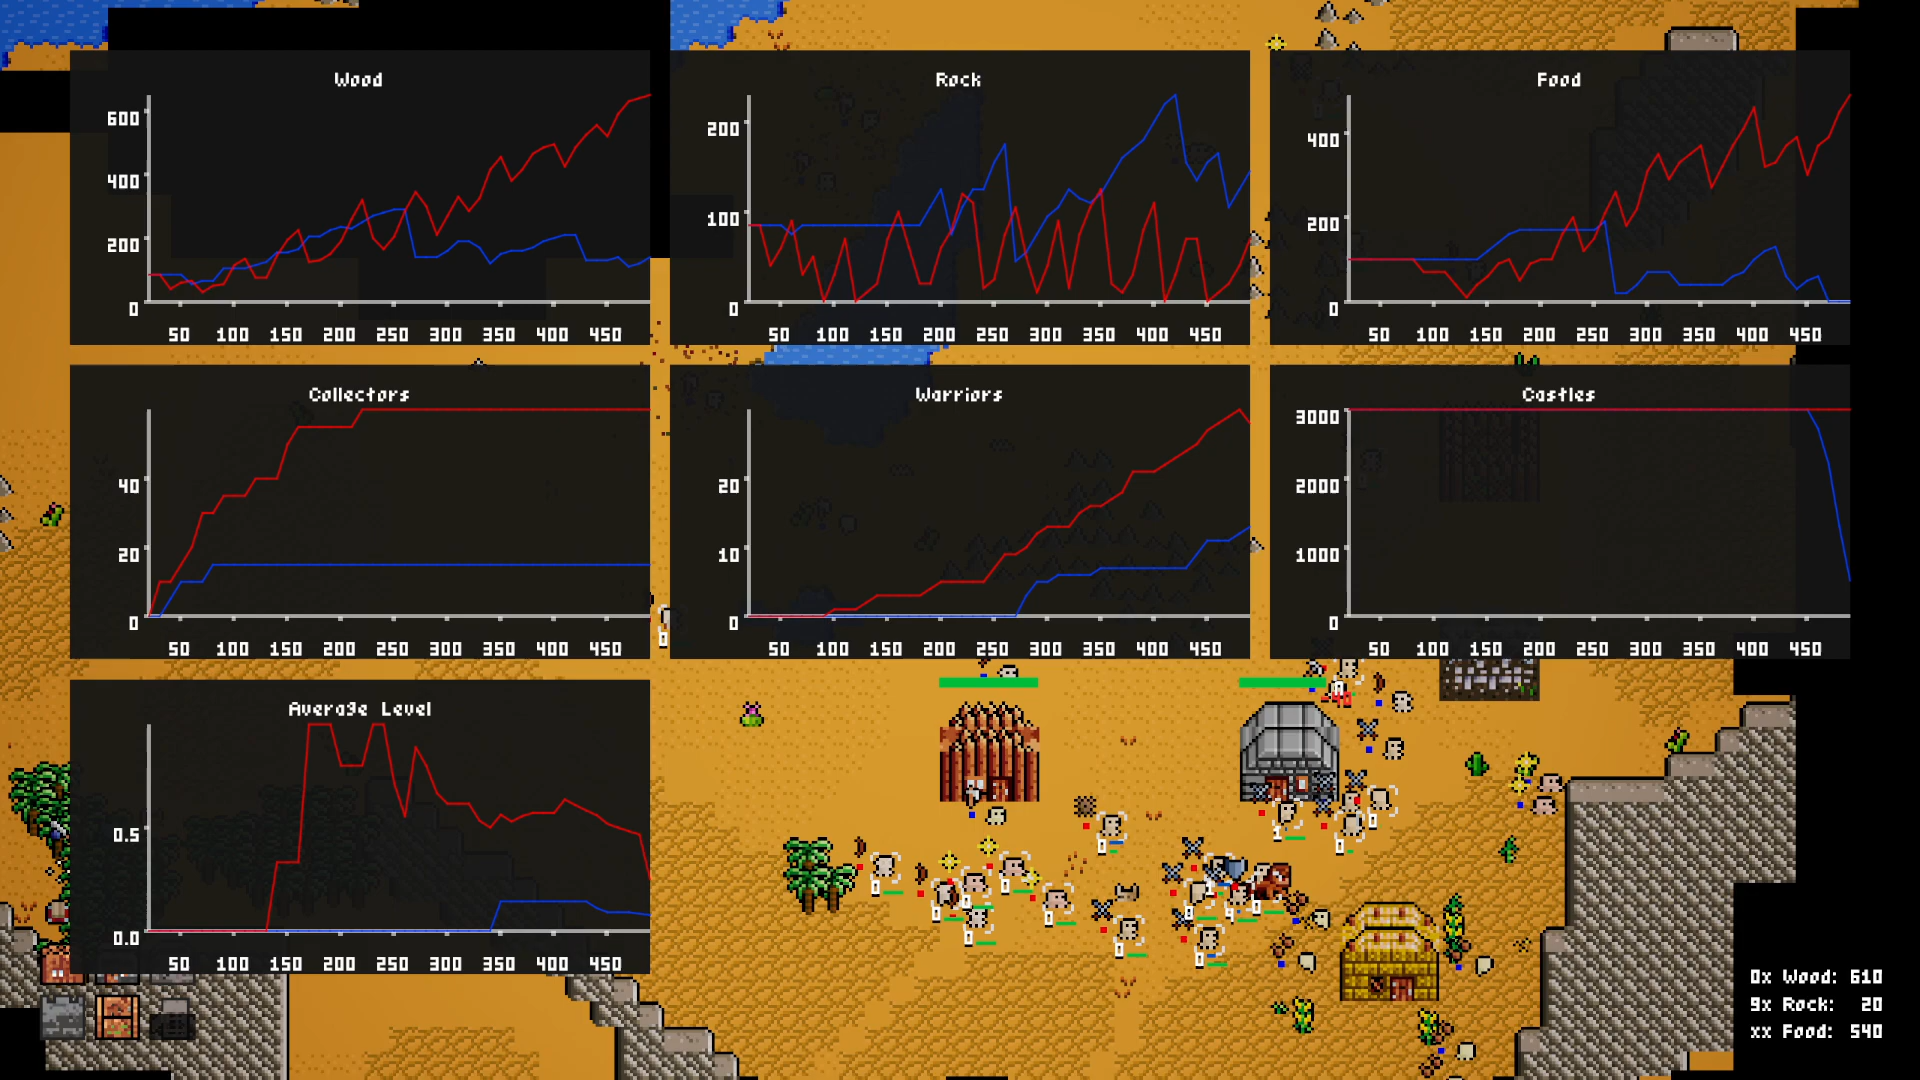 Wood
600
400
200
0
50 100 150 200 250 300 350 400 450
Rock
200
100
0
50 100 150 200 250 300 350 400 450
Food
400
200
0
50 100 150 200 250 300 350 400 450
Collectors
40
20
0
50 100 150 200 250 300 350 400 450
Warriors
20
10
0
50 100 150 200 250 300 350 400 450
Castles
3000
2000
1000
0
50 100 150 200 250 300 350 400 450
Average Level
0.5
0.0
50 100 150 200 250 300 350 400 450
0x Wood: 610
9x Rock: 20
xx Food: 540